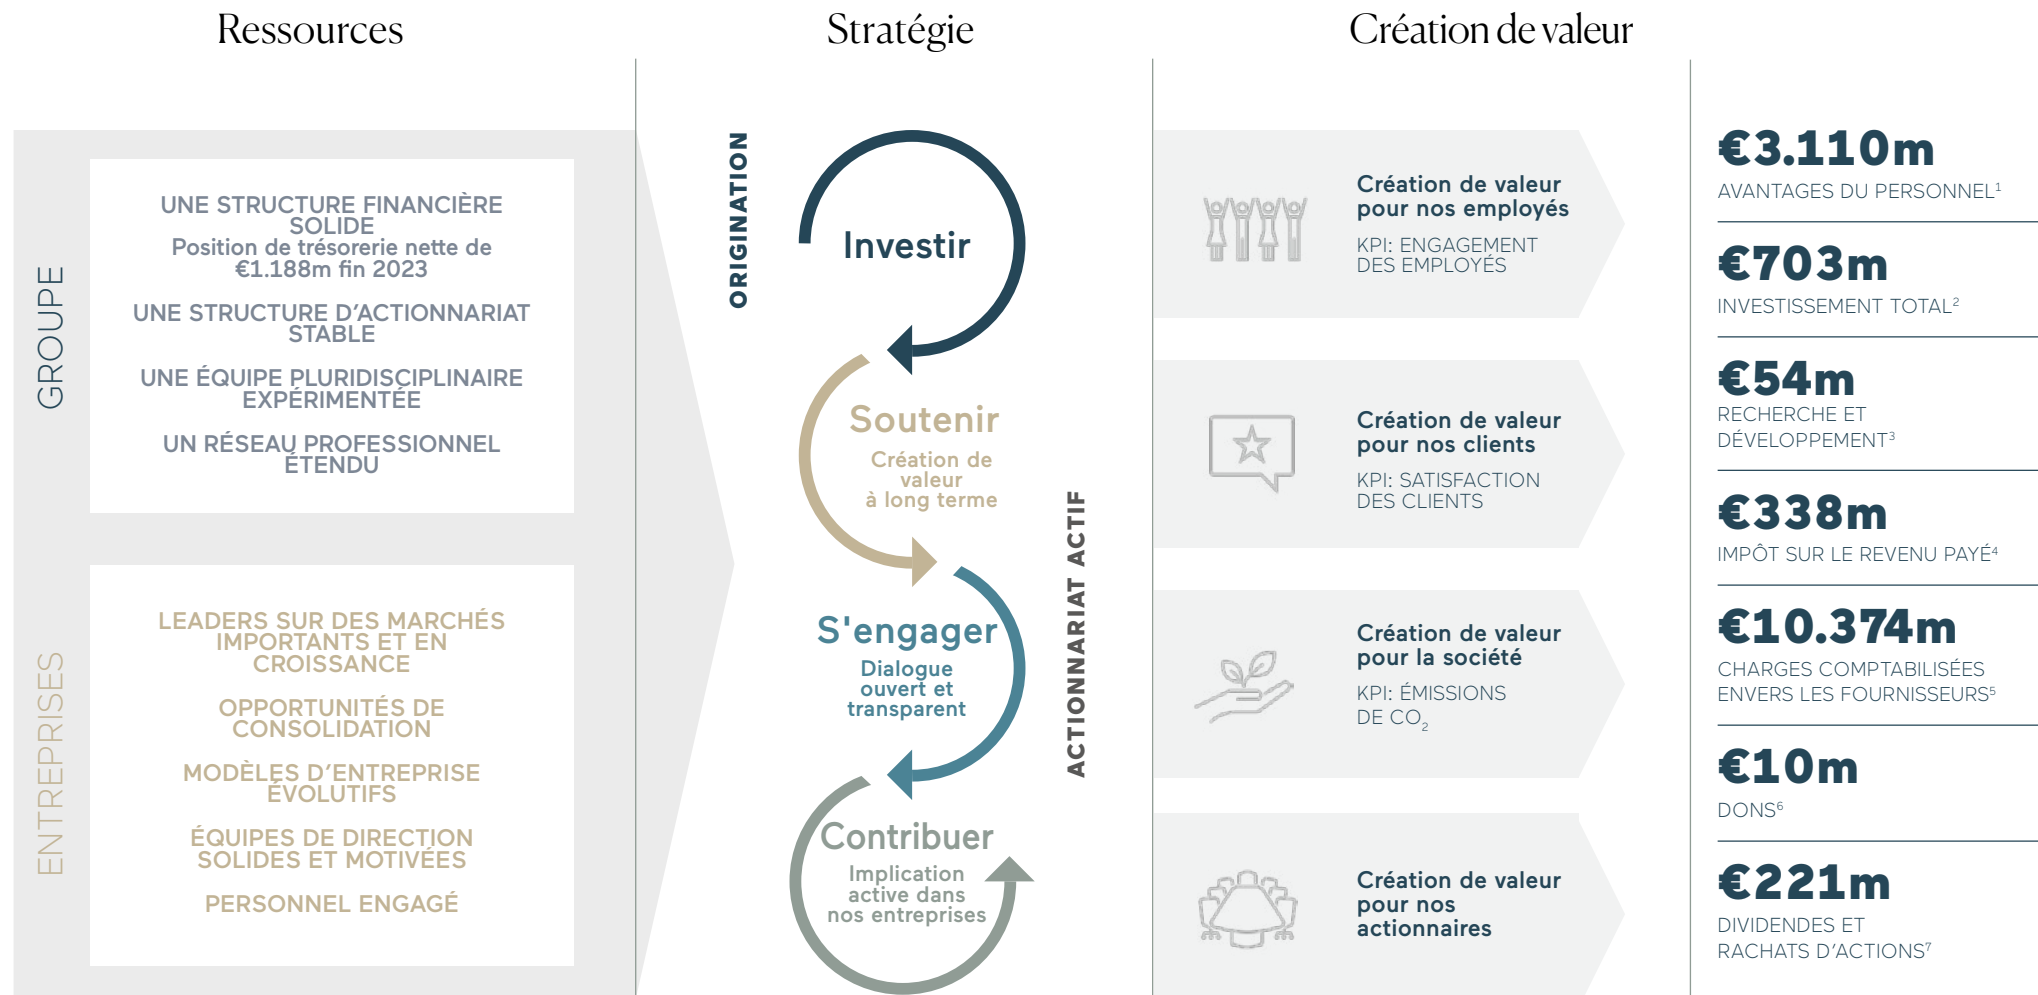 Ressources
Stratégie
Création de valeur
GROUPE
UNE STRUCTURE FINANCIÈRE
SOLIDE
Position de trésorerie nette de
€1.188m fin 2023
UNE STRUCTURE D'ACTIONNARIAT
STABLE
UNE ÉQUIPE PLURIDISCIPLINAIRE
EXPÉRIMENTÉE
UN RÉSEAU PROFESSIONNEL
ÉTENDU
ENTREPRISES
LEADERS SUR DES MARCHÉS
IMPORTANTS ET EN
CROISSANCE
OPPORTUNITÉS DE
CONSOLIDATION
MODÈLES D'ENTREPRISE
ÉVOLUTIFS
ÉQUIPES DE DIRECTION
SOLIDES ET MOTIVÉES
PERSONNEL ENGAGÉ
ORIGINATION
Investir
Soutenir
Création de
valeur
à long terme
ACTIONNARIAT ACTIF
S'engager
Dialogue
ouvert et
transparent
Contribuer
Implication
active dans
nos entreprises
Création de valeur
pour nos employés
KPI: ENGAGEMENT
DES EMPLOYÉS
Création de valeur
pour nos clients
KPI: SATISFACTION
DES CLIENTS
Création de valeur
pour la société
KPI: ÉMISSIONS
DE CO₂
Création de valeur
pour nos
actionnaires
€3.110m
AVANTAGES DU PERSONNEL¹
€703m
INVESTISSEMENT TOTAL²
€54m
RECHERCHE ET
DÉVELOPPEMENT³
€338m
IMPÔT SUR LE REVENU PAYÉ⁴
€10.374m
CHARGES COMPTABILISÉES
ENVERS LES FOURNISSEURS⁵
€10m
DONS⁶
€221m
DIVIDENDES ET
RACHATS D'ACTIONS⁷